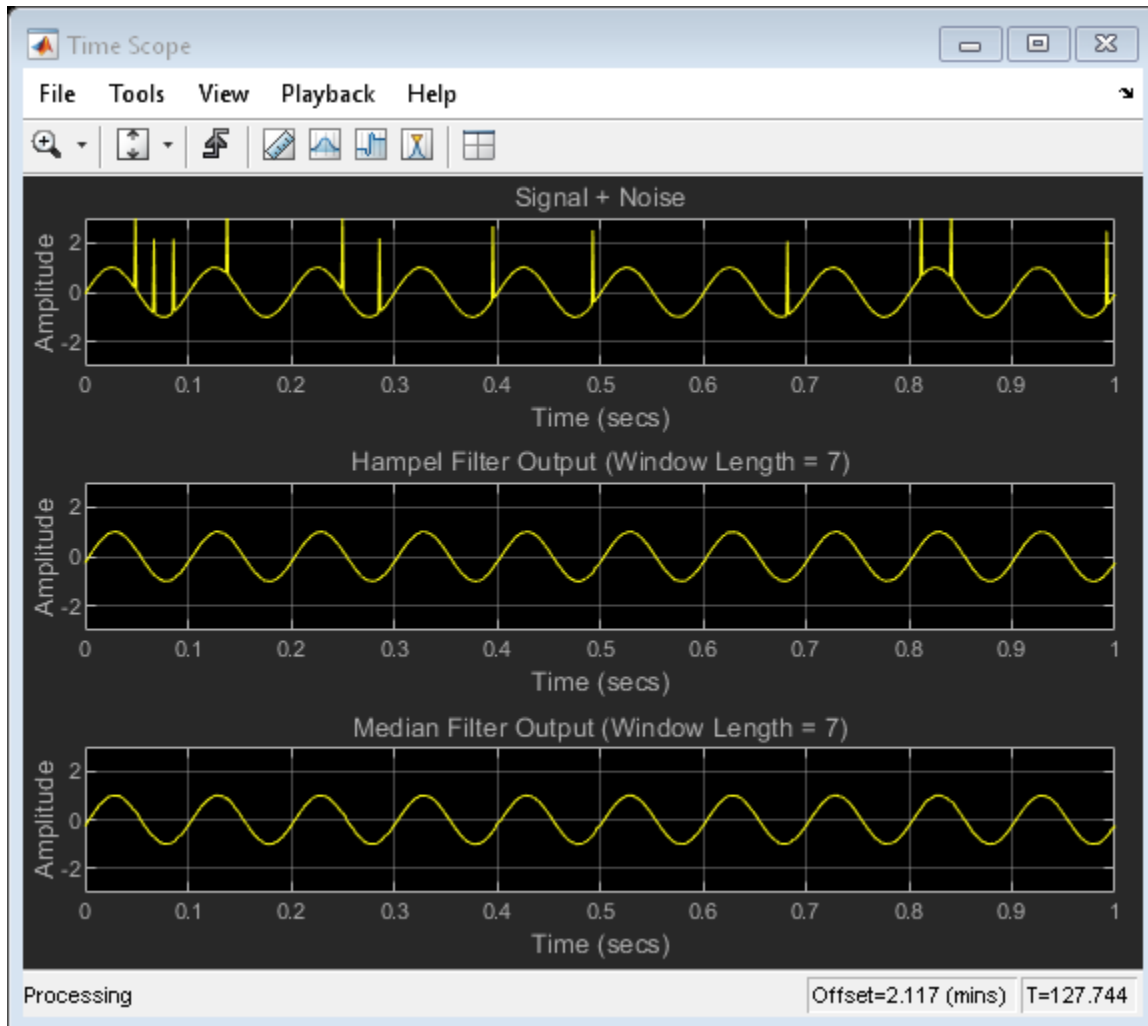 Time Scope
File Tools View Playback Help
Signal + Noise
Amplitude
2
0
-2
0 0.1 0.2 0.3 0.4 0.5 0.6 0.7 0.8 0.9 1
Time (secs)
Hampel Filter Output (Window Length = 7)
Amplitude
2
0
-2
0 0.1 0.2 0.3 0.4 0.5 0.6 0.7 0.8 0.9 1
Time (secs)
Median Filter Output (Window Length = 7)
Amplitude
2
0
-2
0 0.1 0.2 0.3 0.4 0.5 0.6 0.7 0.8 0.9 1
Time (secs)
Processing Offset=2.117 (mins) T=127.744